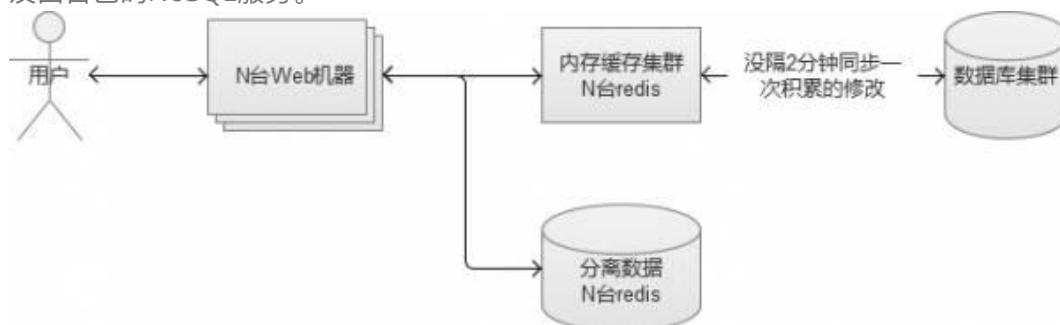 用户
N台Web机器
内存缓存集群
N台redis
没隔2分钟同步一
次积累的修改
数据库集群
分离数据
N台redis